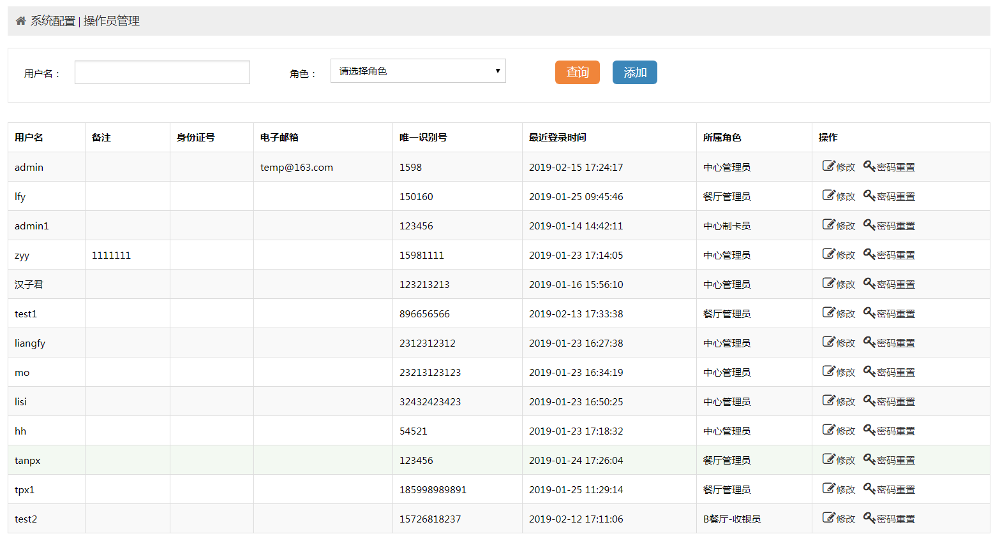 系统配置 | 操作员管理
用户名： 角色： 请选择角色 查询 添加
用户名 备注 身份证号 电子邮箱 唯一识别号 最近登录时间 所属角色 操作
admin temp@163.com 1598 2019-02-15 17:24:17 中心管理员 修改 密码重置
lfy 150160 2019-01-25 09:45:46 餐厅管理员 修改 密码重置
admin1 123456 2019-01-14 14:42:11 中心制卡员 修改 密码重置
zyy 1111111 15981111 2019-01-23 17:14:05 中心管理员 修改 密码重置
汉子君 123213213 2019-01-16 15:56:10 中心管理员 修改 密码重置
test1 896656566 2019-02-13 17:33:38 餐厅管理员 修改 密码重置
liangfy 2312312312 2019-01-23 16:27:38 中心管理员 修改 密码重置
mo 23213123123 2019-01-23 16:34:19 中心管理员 修改 密码重置
lisi 32432423423 2019-01-23 16:50:25 中心管理员 修改 密码重置
hh 54521 2019-01-23 17:18:32 中心管理员 修改 密码重置
tanpx 123456 2019-01-24 17:26:04 餐厅管理员 修改 密码重置
tpx1 185998989891 2019-01-25 11:29:14 餐厅管理员 修改 密码重置
test2 15726818237 2019-02-12 17:11:06 B餐厅-收银员 修改 密码重置